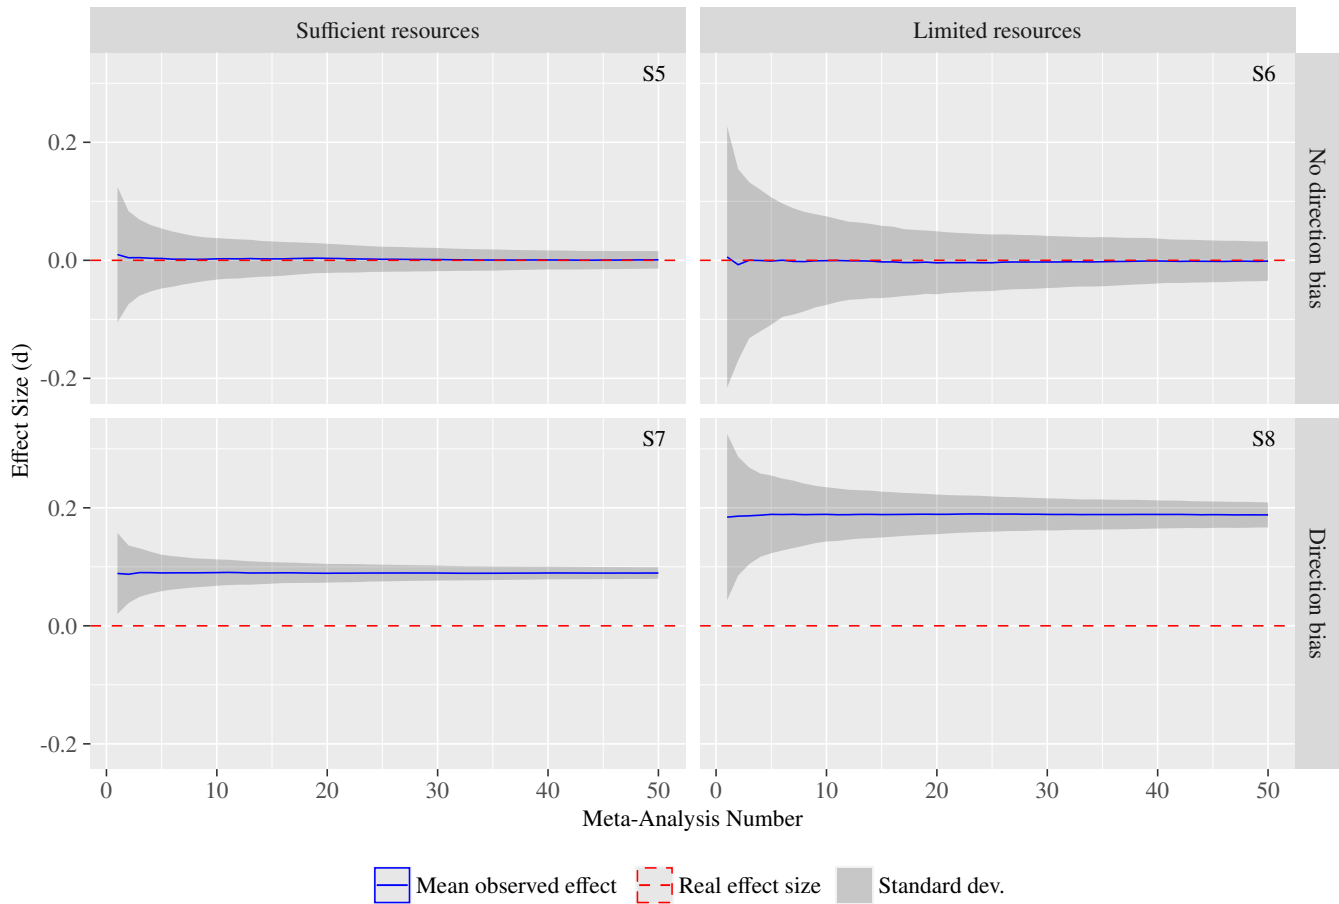 Sufficient resources
Limited resources
S5
S6
0.2
0.0
-0.2
No direction bias
Effect Size (d)
S7
S8
0.2
0.0
-0.2
Direction bias
0 10 20 30 40 50
0 10 20 30 40 50
Meta-Analysis Number
Mean observed effect
Real effect size
Standard dev.